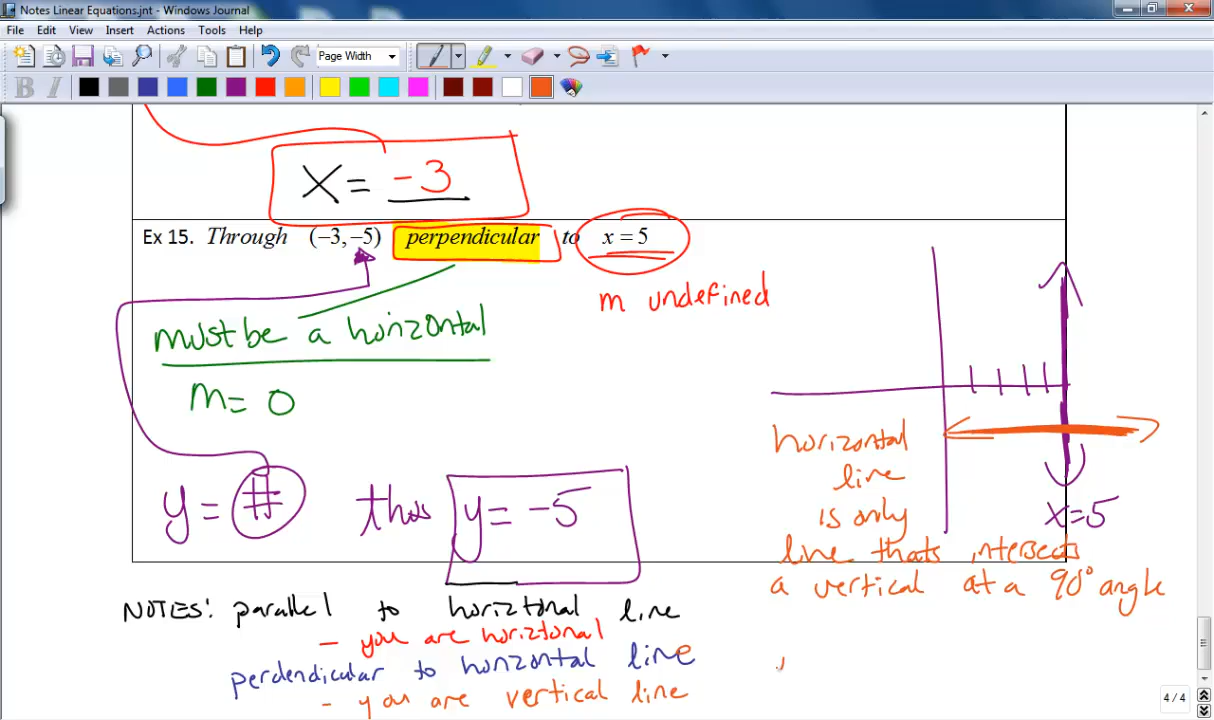 Notes Linear Equations.jnt - Windows Journal
File Edit View Insert Actions Tools Help
Page Width
B I
X = -3
Ex 15. Through (−3, −5) perpendicular to x = 5
m undefined
must be a horizontal
m = 0
y = # thus y = -5
horizontal
line
is only
x=5
line thats intersects
a vertical at a 90° angle
NOTES: parallel to horiztonal line
- you are horiztonal
perdendicular to horizontal line
- you are vertical line
4 / 4